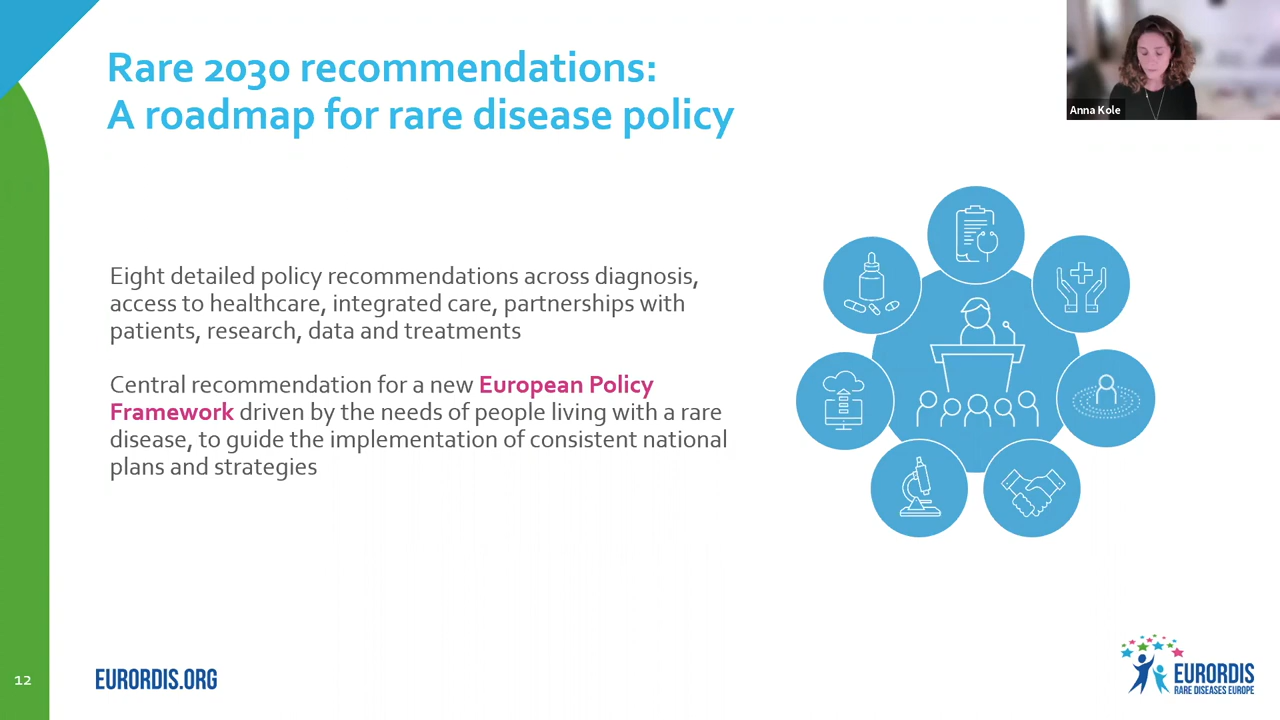 Rare 2030 recommendations:
A roadmap for rare disease policy
Anna Kole
Eight detailed policy recommendations across diagnosis,
access to healthcare, integrated care, partnerships with
patients, research, data and treatments
Central recommendation for a new European Policy
Framework driven by the needs of people living with a rare
disease, to guide the implementation of consistent national
plans and strategies
12
EURORDIS.ORG
EURORDIS
RARE DISEASES EUROPE